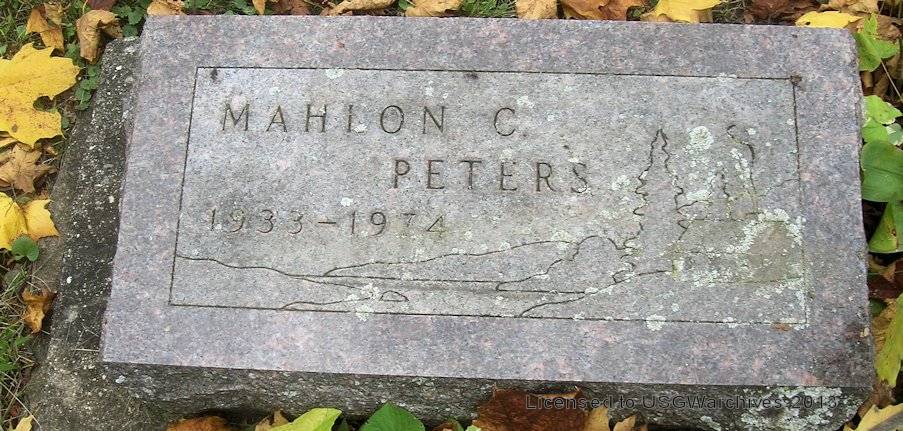 MAHLON C.
PETERS
1933-1974
Licensed to USGWarchives 2013